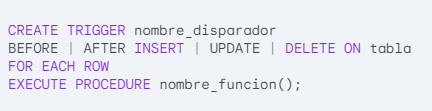 CREATE TRIGGER nombre_disparador
BEFORE | AFTER INSERT | UPDATE | DELETE ON tabla
FOR EACH ROW
EXECUTE PROCEDURE nombre_funcion();